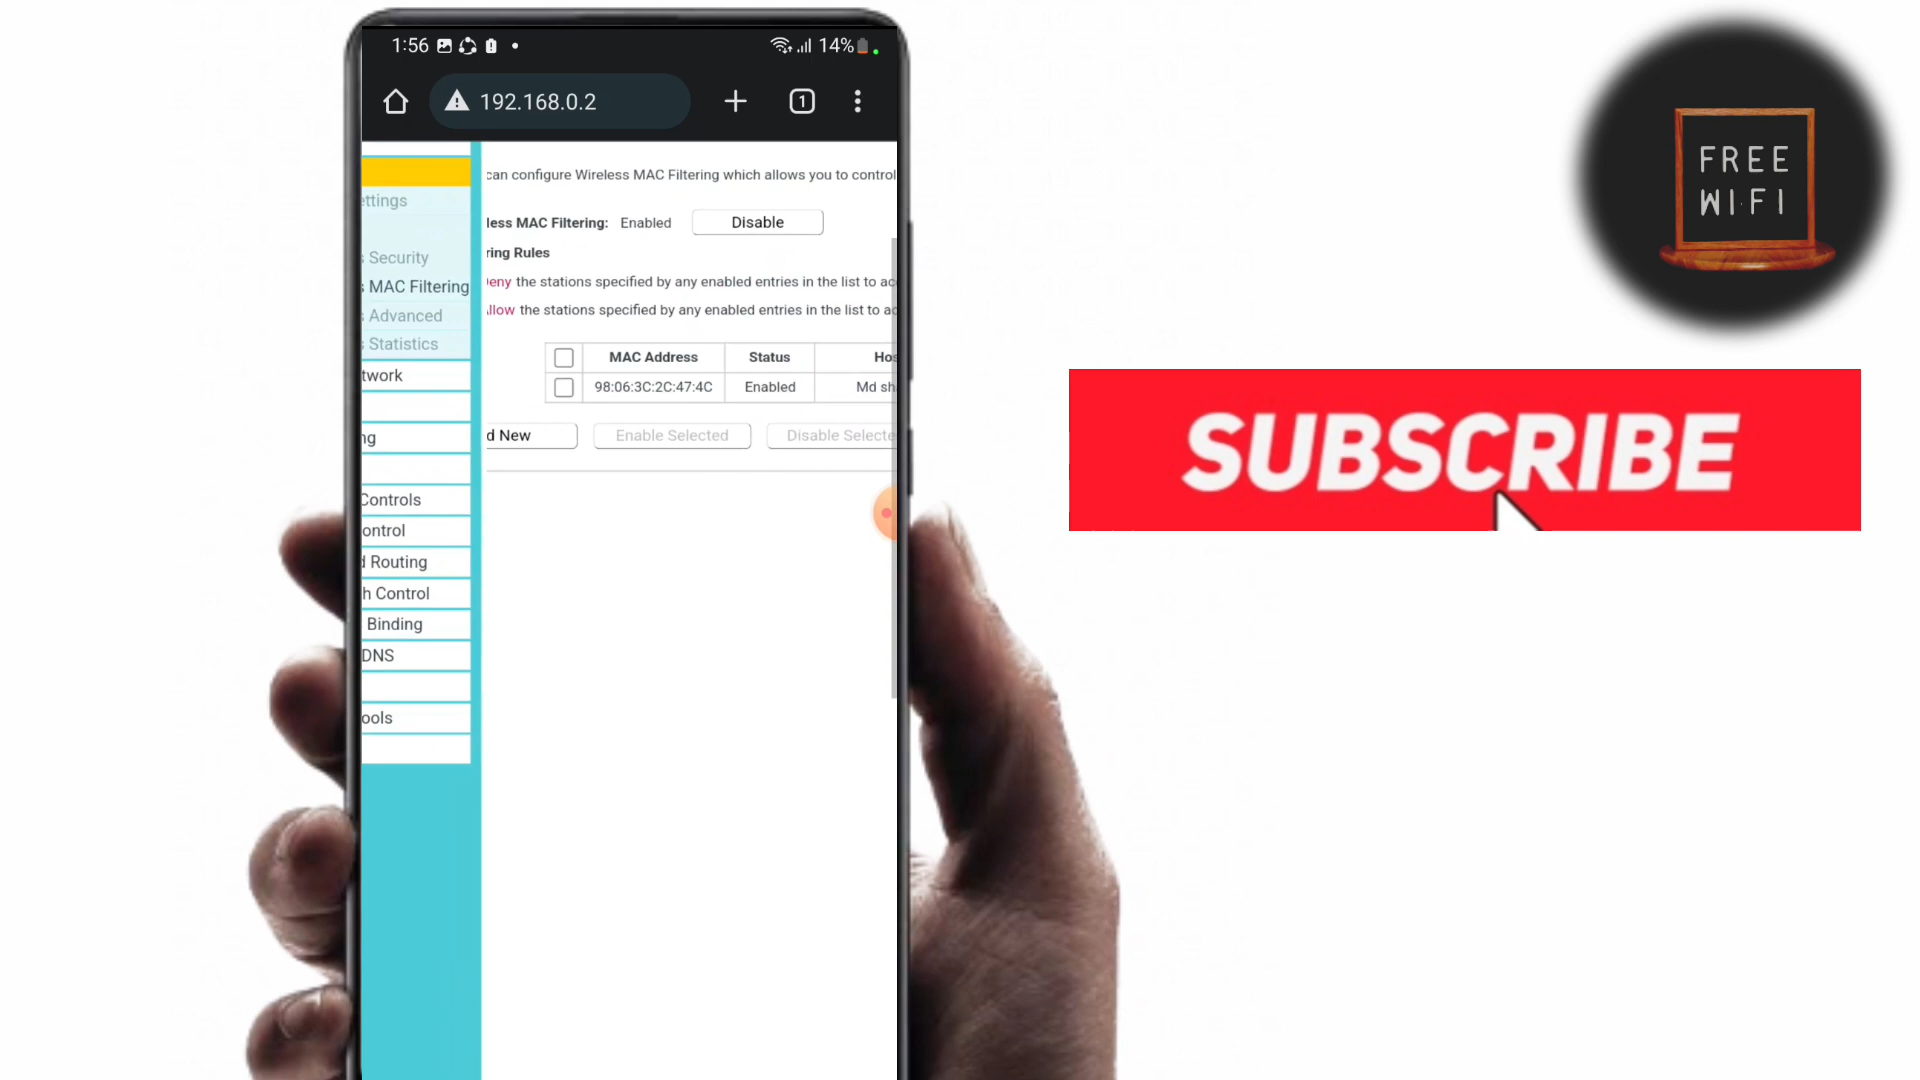 1:56
14%
192.168.0.2
1
can configure Wireless MAC Filtering which allows you to control
ettings
less MAC Filtering: Enabled Disable
ring Rules
s Security
eny the stations specified by any enabled entries in the list to ac
s MAC Filtering
llow the stations specified by any enabled entries in the list to ac
s Advanced
s Statistics
MAC Address Status Hos
twork
98:06:3C:2C:47:4C Enabled Md sh
ng
d New Enable Selected Disable Selecte
Controls
ontrol
d Routing
h Control
Binding
DNS
ools
FREE
WI-FI
SUBSCRIBE